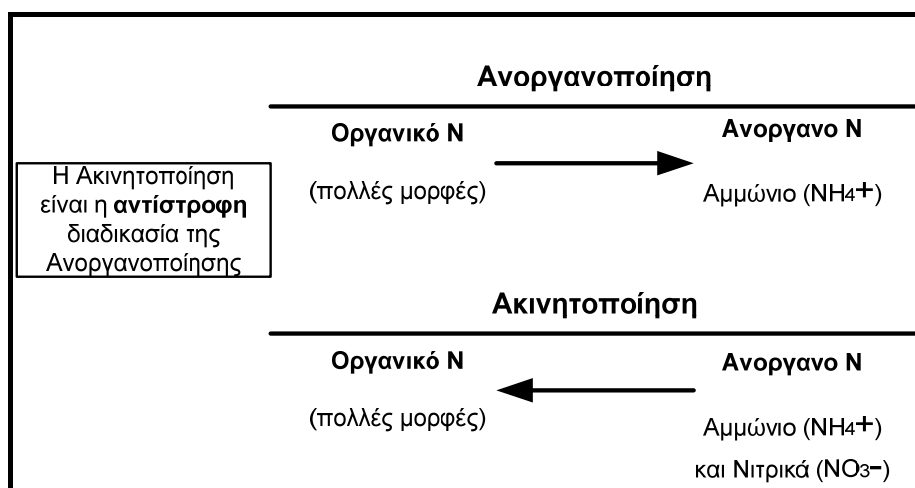 Ανοργανοποίηση
Οργανικό Ν
Ανοργανο Ν
(πολλές μορφές)
Αμμώνιο (NH4+)
Η Ακινητοποίηση
είναι η αντίστροφη
διαδικασία της
Ανοργανοποίησης
Ακινητοποίηση
Οργανικό Ν
Ανοργανο Ν
(πολλές μορφές)
Αμμώνιο (NH4+)
και Νιτρικά (NO3–)